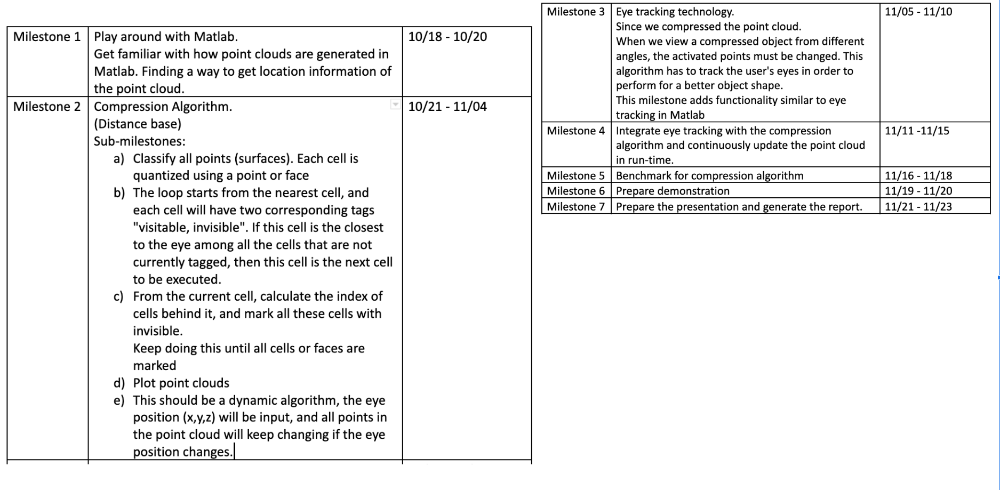 Milestone 1
Play around with Matlab.
Get familiar with how point clouds are generated in
Matlab. Finding a way to get location information of
the point cloud.
10/18 - 10/20
Milestone 2
Compression Algorithm.
(Distance base)
Sub-milestones:
a) Classify all points (surfaces). Each cell is
quantized using a point or face
b) The loop starts from the nearest cell, and
each cell will have two corresponding tags
"visitable, invisible". If this cell is the closest
to the eye among all the cells that are not
currently tagged, then this cell is the next cell
to be executed.
c) From the current cell, calculate the index of
cells behind it, and mark all these cells with
invisible.
Keep doing this until all cells or faces are
marked
d) Plot point clouds
e) This should be a dynamic algorithm, the eye
position (x,y,z) will be input, and all points in
the point cloud will keep changing if the eye
position changes.
10/21 - 11/04
Milestone 3
Eye tracking technology.
Since we compressed the point cloud.
When we view a compressed object from different
angles, the activated points must be changed. This
algorithm has to track the user's eyes in order to
perform for a better object shape.
This milestone adds functionality similar to eye
tracking in Matlab
11/05 - 11/10
Milestone 4
Integrate eye tracking with the compression
algorithm and continuously update the point cloud
in run-time.
11/11 -11/15
Milestone 5
Benchmark for compression algorithm
11/16 - 11/18
Milestone 6
Prepare demonstration
11/19 - 11/20
Milestone 7
Prepare the presentation and generate the report.
11/21 - 11/23